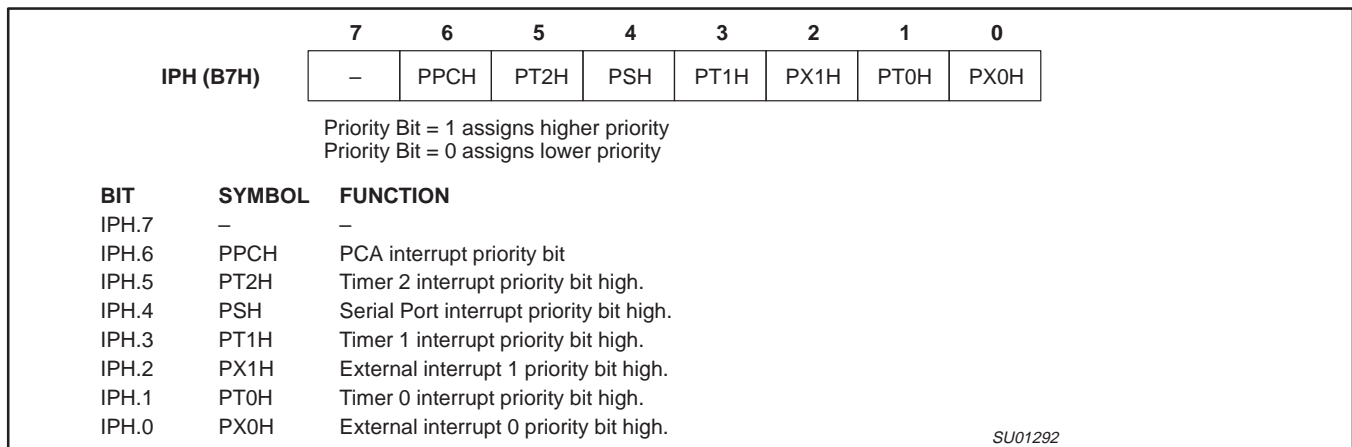 7 6 5 4 3 2 1 0
IPH (B7H) – PPCH PT2H PSH PT1H PX1H PT0H PX0H
Priority Bit = 1 assigns higher priority
Priority Bit = 0 assigns lower priority
BIT SYMBOL FUNCTION
IPH.7 – –
IPH.6 PPCH PCA interrupt priority bit
IPH.5 PT2H Timer 2 interrupt priority bit high.
IPH.4 PSH Serial Port interrupt priority bit high.
IPH.3 PT1H Timer 1 interrupt priority bit high.
IPH.2 PX1H External interrupt 1 priority bit high.
IPH.1 PT0H Timer 0 interrupt priority bit high.
IPH.0 PX0H External interrupt 0 priority bit high.
SU01292